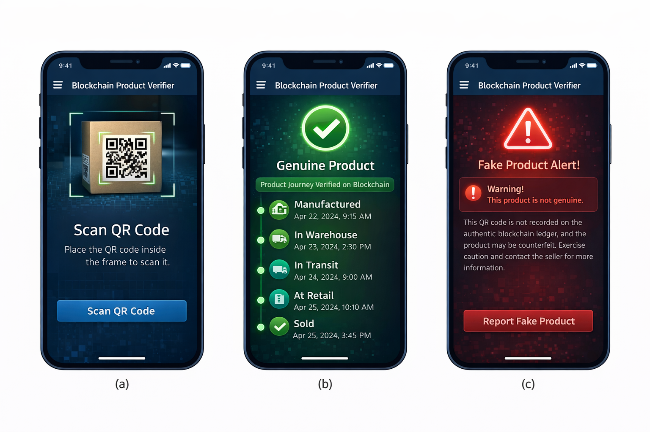 9:41
Blockchain Product Verifier
Scan QR Code
Place the QR code inside
the frame to scan it.
Scan QR Code
(a)
9:41
Blockchain Product Verifier
Genuine Product
Product Journey Verified on Blockchain
Manufactured
Apr 22, 2024, 9:15 AM
In Warehouse
Apr 23, 2024, 2:30 PM
In Transit
Apr 24, 2024, 9:00 AM
At Retail
Apr 25, 2024, 10:10 AM
Sold
Apr 25, 2024, 3:45 PM
(b)
9:41
Blockchain Product Verifier
Fake Product Alert!
Warning!
This product is not genuine.
This QR code is not recorded on the
authentic blockchain ledger, and the
product may be counterfeit. Exercise
caution and contact the seller for more
information.
Report Fake Product
(c)